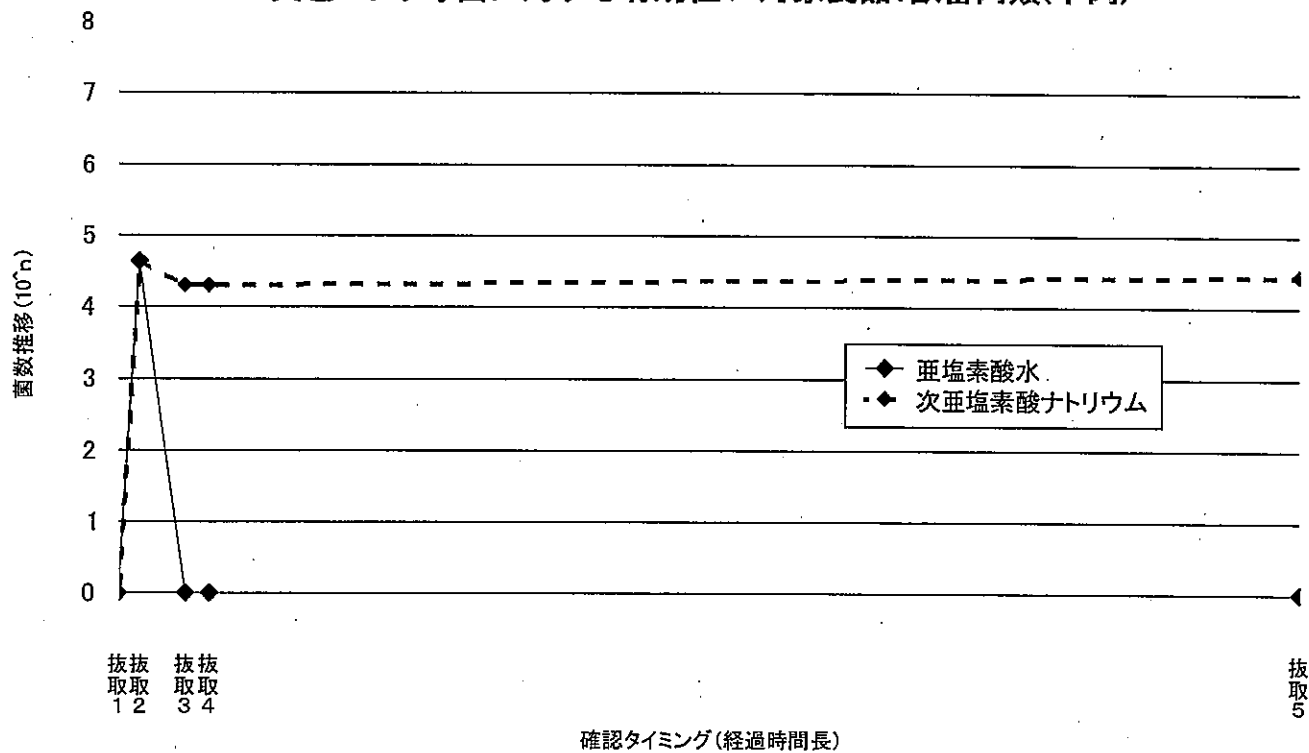 8
7
6
5
4
3
2
1
0
菌数推移(10^n)
亜塩素酸水
次亜塩素酸ナトリウム
抜取1
抜取2
抜取3
抜取4
抜取5
確認タイミング(経過時間長)